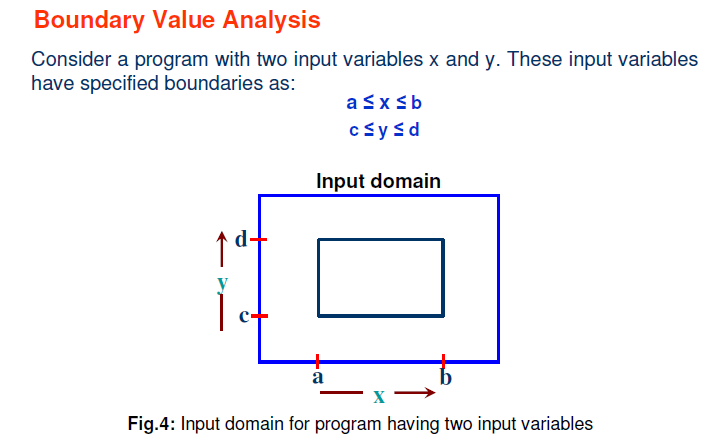 Boundary Value Analysis
Consider a program with two input variables x and y. These input variables
have specified boundaries as:
a ≤ x ≤ b
c ≤ y ≤ d
Input domain
d
y
c
a
b
x
Fig.4: Input domain for program having two input variables